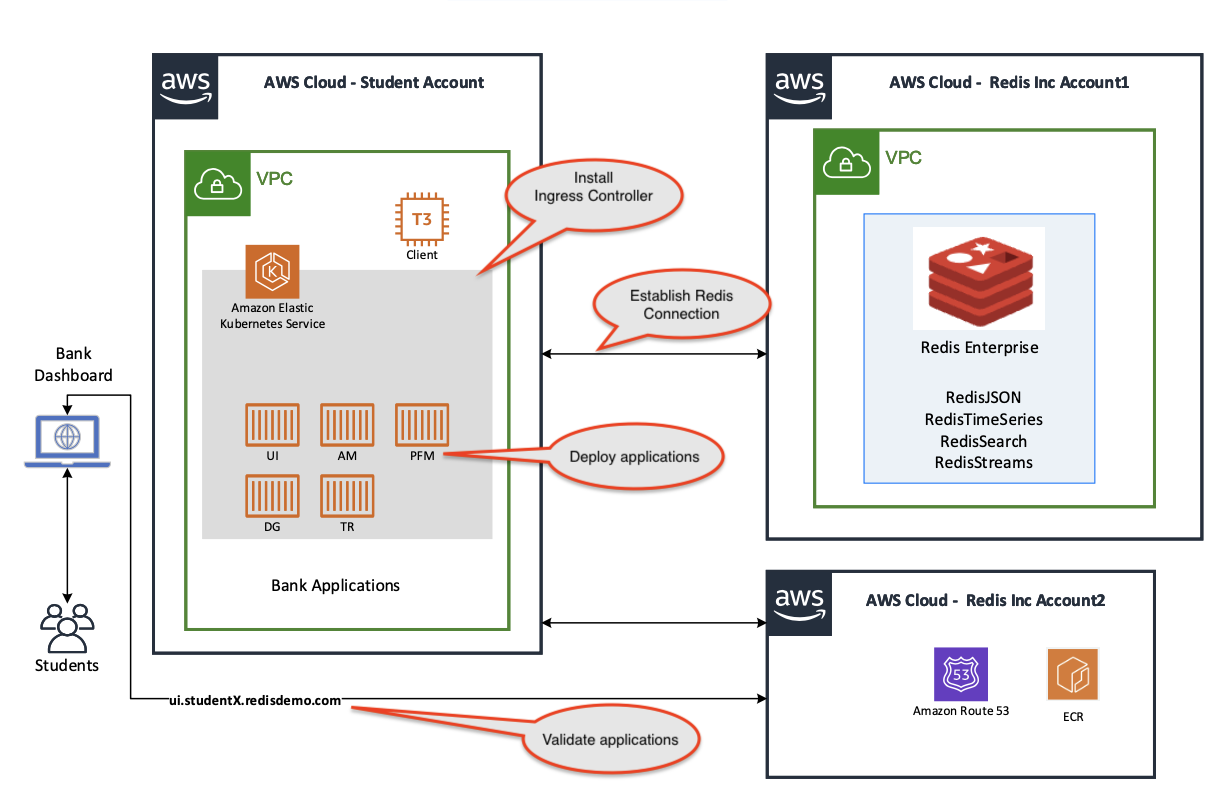 aws
AWS Cloud - Student Account
VPC
T3
Client
Amazon Elastic
Kubernetes Service
UI
AM
PFM
DG
TR
Bank Applications
Install
Ingress Controller
Establish Redis
Connection
Deploy applications
Bank
Dashboard
Students
ui.studentX.redisdemo.com
Validate applications
aws
AWS Cloud - Redis Inc Account1
VPC
Redis Enterprise
RedisJSON
RedisTimeSeries
RedisSearch
RedisStreams
aws
AWS Cloud - Redis Inc Account2
53
Amazon Route 53
ECR